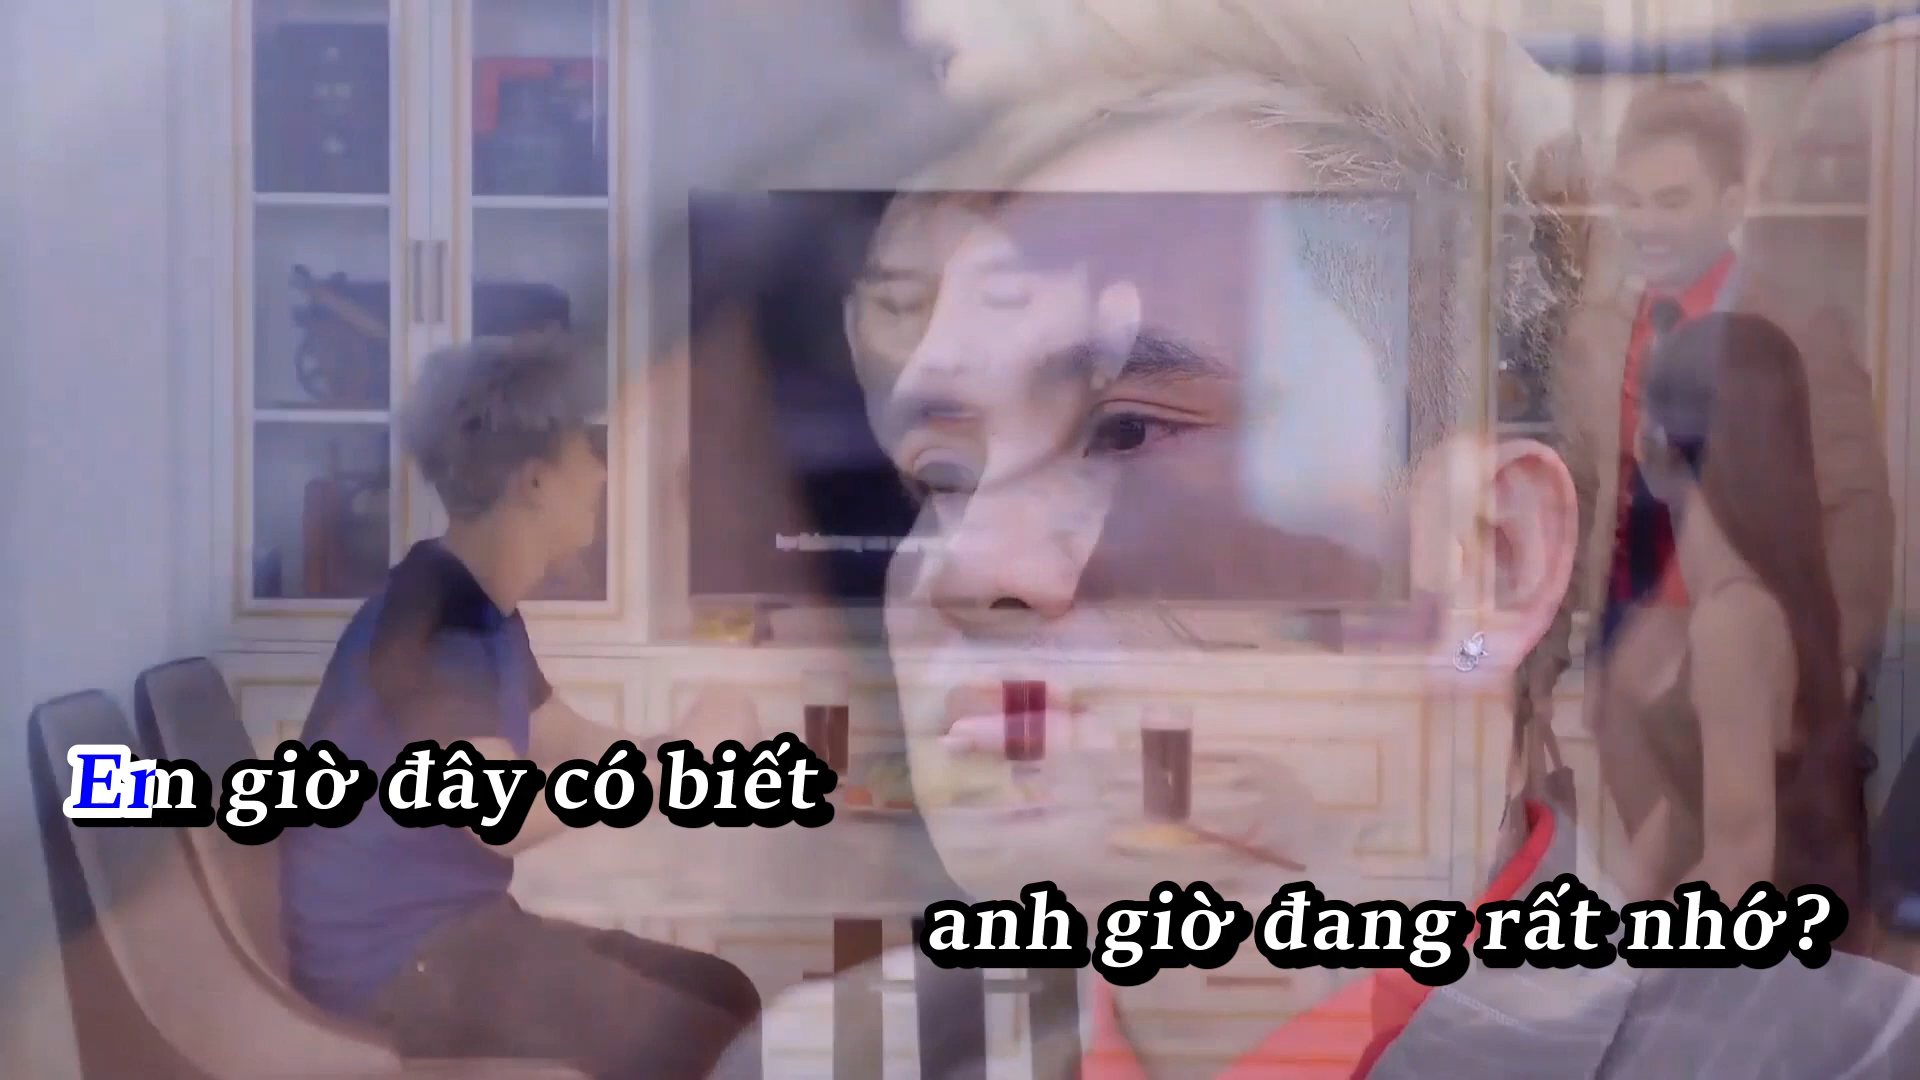 Em giờ đây có biết
anh giờ đang rất nhớ?